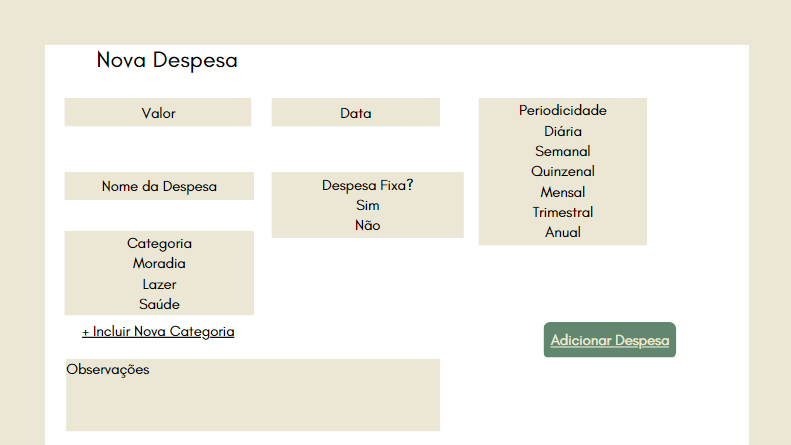 Nova Despesa
Valor
Data
Periodicidade
Diária
Semanal
Quinzenal
Mensal
Trimestral
Anual
Nome da Despesa
Despesa Fixa?
Sim
Não
Categoria
Moradia
Lazer
Saúde
+ Incluir Nova Categoria
Adicionar Despesa
Observações